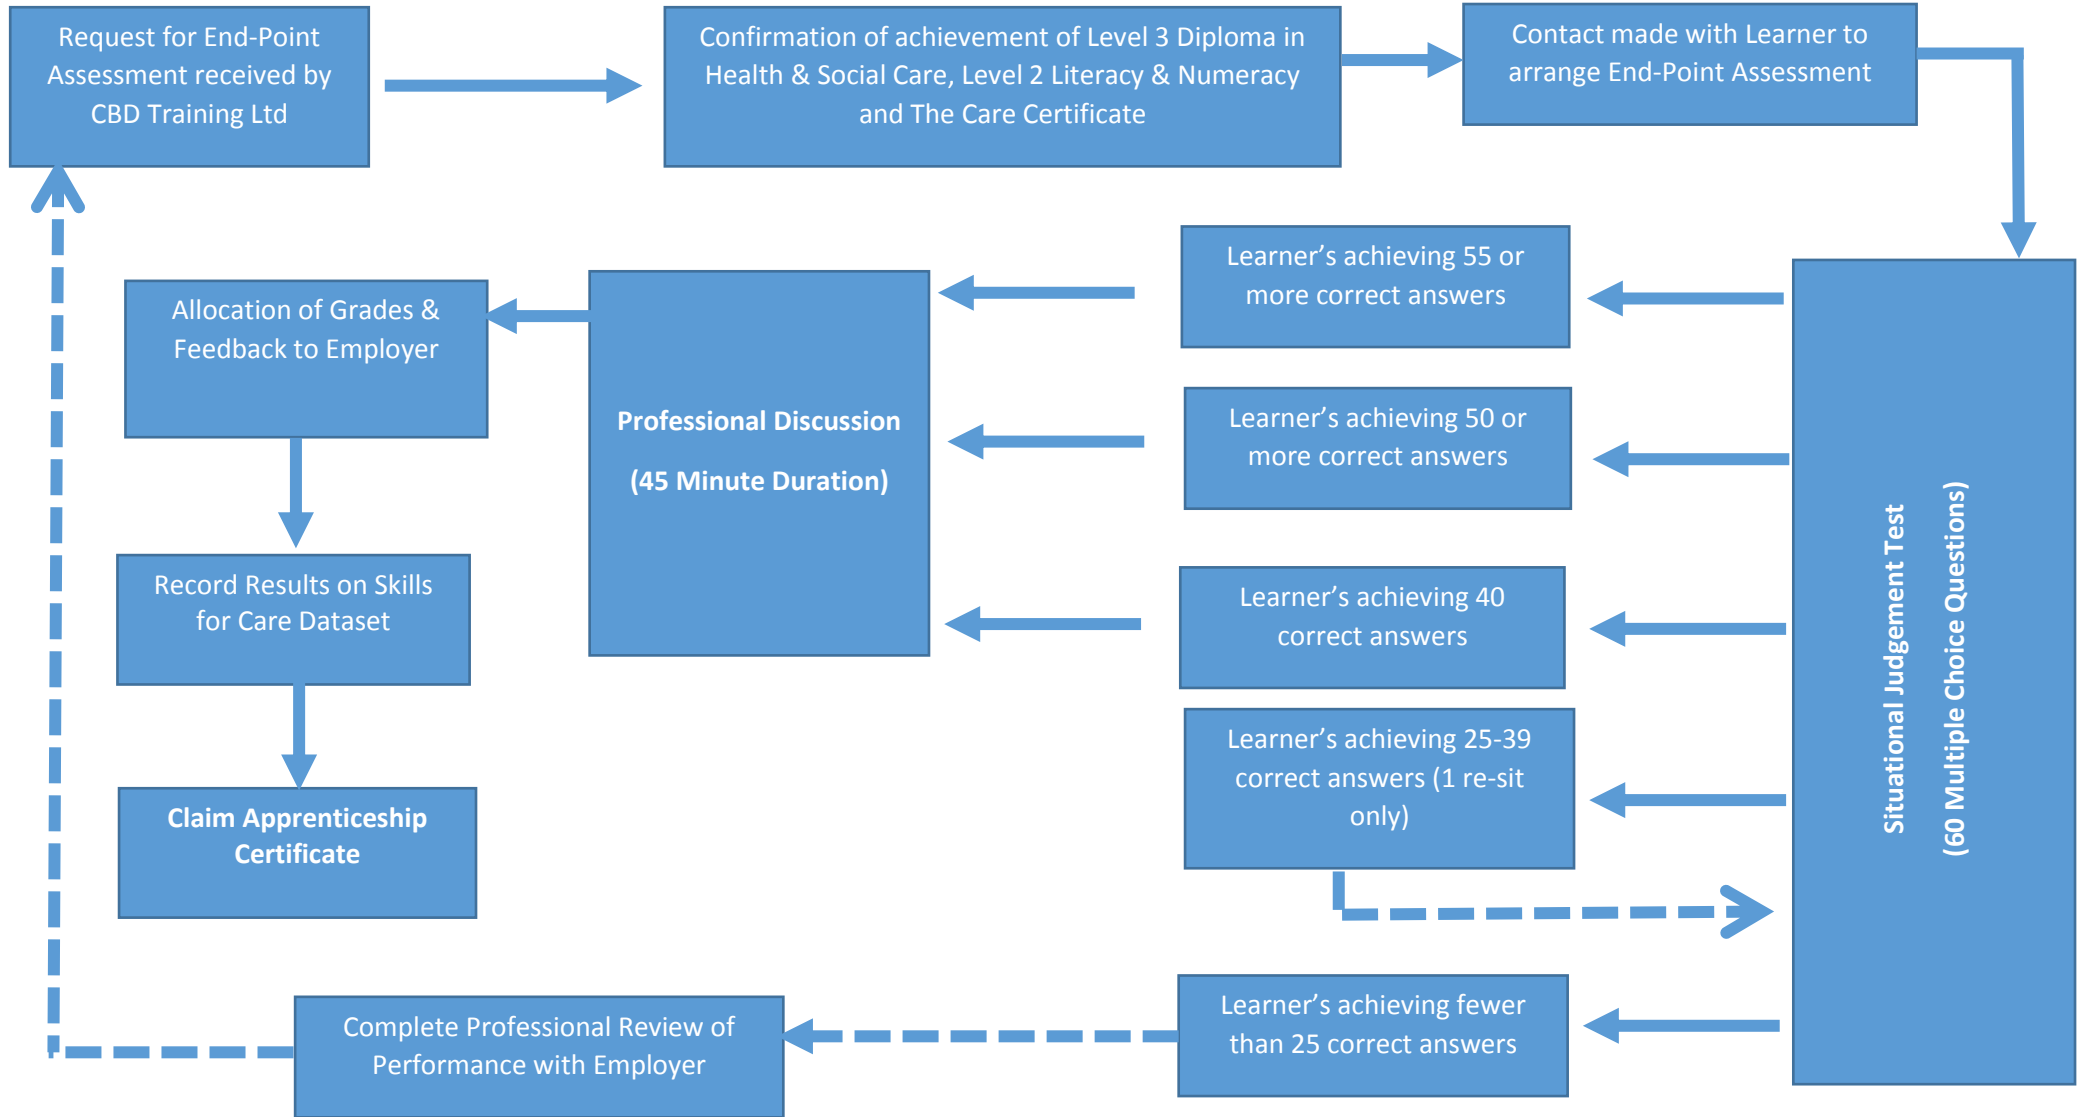 Request for End-Point
Assessment received by
CBD Training Ltd
Confirmation of achievement of Level 3 Diploma in
Health & Social Care, Level 2 Literacy & Numeracy
and The Care Certificate
Contact made with Learner to
arrange End-Point Assessment
Situational Judgement Test
(60 Multiple Choice Questions)
Learner’s achieving 55 or
more correct answers
Learner’s achieving 50 or
more correct answers
Learner’s achieving 40
correct answers
Learner’s achieving 25-39
correct answers (1 re-sit
only)
Learner’s achieving fewer
than 25 correct answers
Professional Discussion
(45 Minute Duration)
Allocation of Grades &
Feedback to Employer
Record Results on Skills
for Care Dataset
Claim Apprenticeship
Certificate
Complete Professional Review of
Performance with Employer